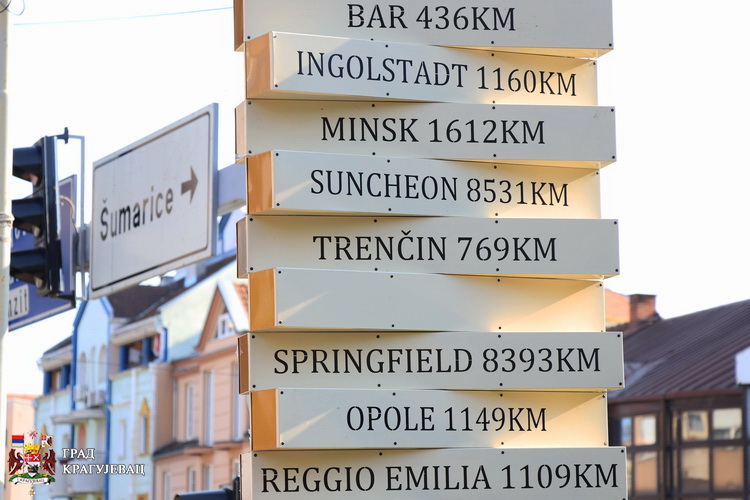 BAR 436KM
INGOLSTADT 1160KM
MINSK 1612KM
SUNCHEON 8531KM
TRENČIN 769KM
SPRINGFIELD 8393KM
OPOLE 1149KM
REGGIO EMILIA 1109KM
Šumarice
ГРАД
КРАГУЈЕВАЦ